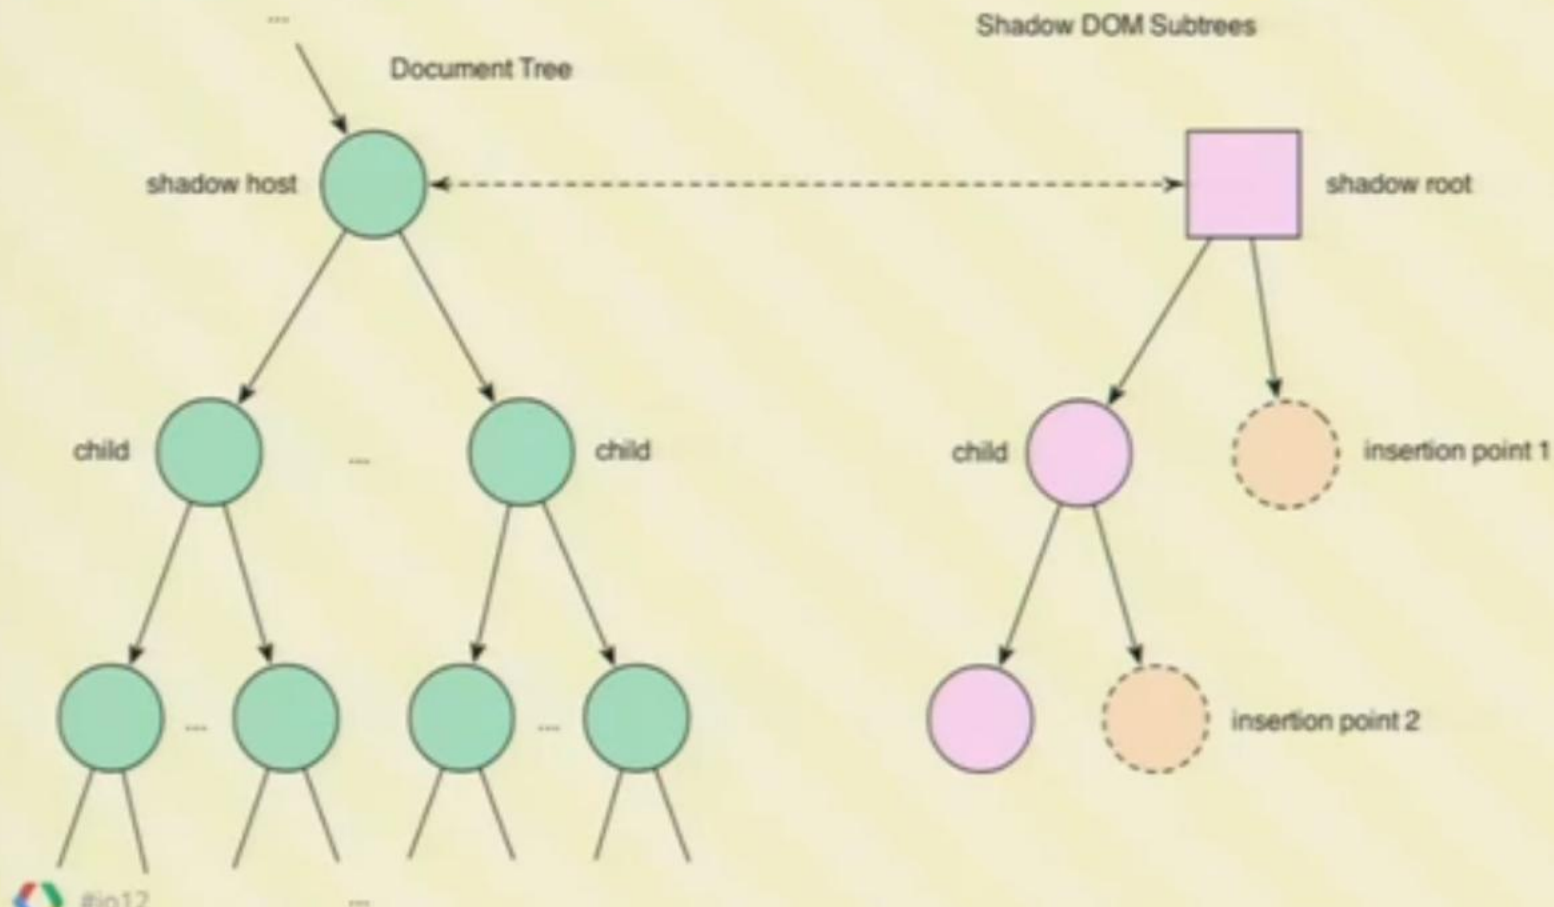 ...
Document Tree
Shadow DOM Subtrees
shadow host
shadow root
child
...
child
child
insertion point 1
...
...
insertion point 2
#io12
...